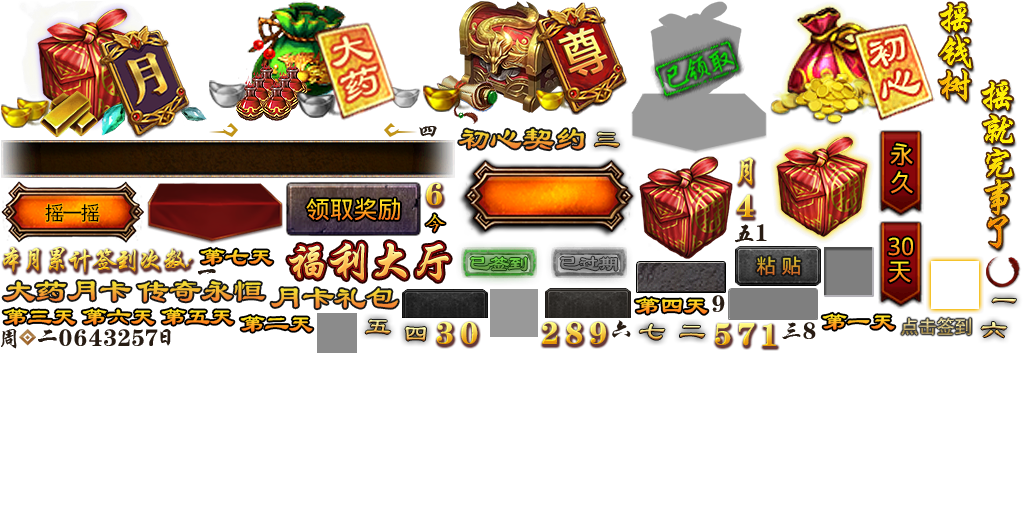 月
大药
尊
已领取
初心
摇钱树
摇就完事了
四
初心契约 三
永久
摇一摇
领取奖励
6
今
月
4
五1
本月累计签到次数:
第七天
一
福利大厅
已签到
已过期
粘贴
30天
大药月卡 传奇永恒
月卡礼包
第四天
9
一
第三天 第六天 第五天
第二天
五
四
30
289
六
七 二
571
三8
第一天
点击签到
六
周
二0643257日